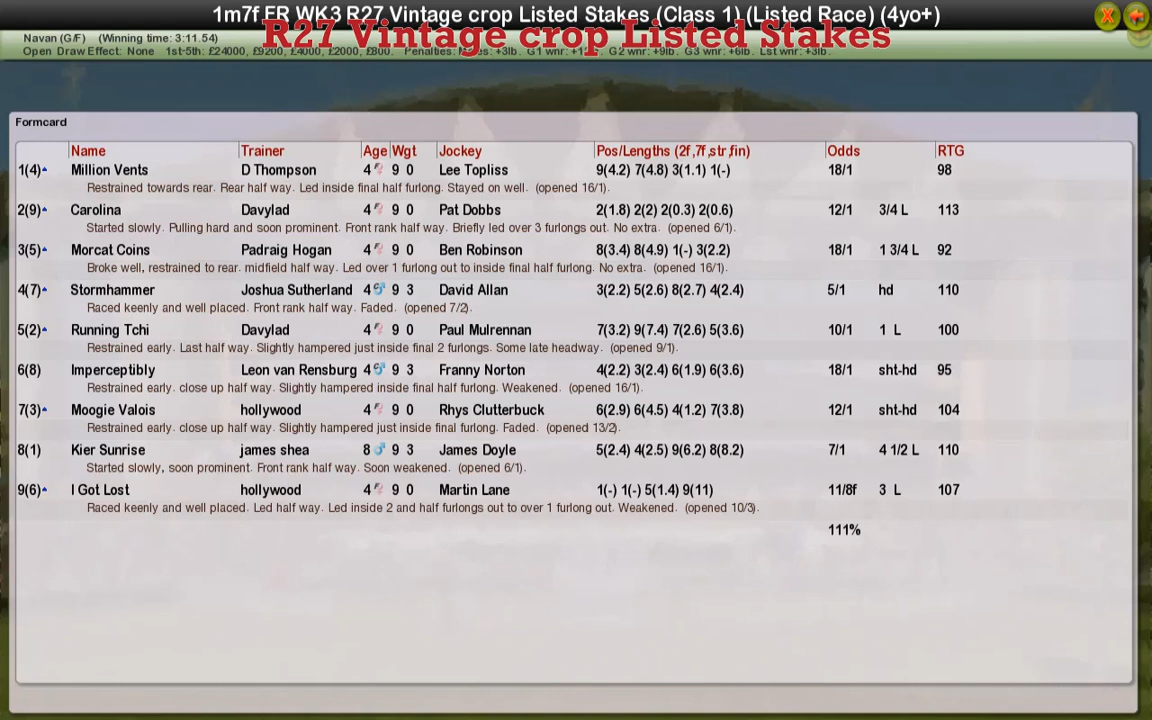 1m7f FR WK3 R27 Vintage crop Listed Stakes (Class 1) (Listed Race) (4yo+)
R27 Vintage crop Listed Stakes
Navan (G/F) (Winning time: 3:11.54)
Open Draw Effect: None 1st-5th: £24000, £9200, £4000, £2000, £800. Penalties: +3lb. G1 wnr: G2 wnr: +9lb. G3 wnr: +6lb. Lst wnr: +3lb.
Formcard
Name Trainer Age Wgt Jockey Pos/Lengths (2f,7f,str,fin) Odds RTG
1(4) Million Vents D Thompson 4 9 0 Lee Topliss 9(4.2) 7(4.8) 3(1.1) 1(-) 18/1 98
Restrained towards rear. Rear half way. Led inside final half furlong. Stayed on well. (opened 16/1).
2(9) Carolina Davylad 4 9 0 Pat Dobbs 2(1.8) 2(2) 2(0.3) 2(0.6) 12/1 3/4 L 113
Started slowly. Pulling hard and soon prominent. Front rank half way. Briefly led over 3 furlongs out. No extra. (opened 6/1).
3(5) Morcat Coins Padraig Hogan 4 9 0 Ben Robinson 8(3.4) 8(4.9) 1(-) 3(2.2) 18/1 1 3/4 L 92
Broke well, restrained to rear. midfield half way. Led over 1 furlong out to inside final half furlong. No extra. (opened 16/1).
4(7) Stormhammer Joshua Sutherland 4 9 3 David Allan 3(2.2) 5(2.6) 8(2.7) 4(2.4) 5/1 hd 110
Raced keenly and well placed. Front rank half way. Faded. (opened 7/2).
5(2) Running Tchi Davylad 4 9 0 Paul Mulrennan 7(3.2) 9(7.4) 7(2.6) 5(3.6) 10/1 1 L 100
Restrained early. Last half way. Slightly hampered just inside final 2 furlongs. Some late headway. (opened 9/1).
6(8) Imperceptibly Leon van Rensburg 4 9 3 Franny Norton 4(2.2) 3(2.4) 6(1.9) 6(3.6) 18/1 sht-hd 95
Restrained early. close up half way. Slightly hampered inside final half furlong. Weakened. (opened 16/1).
7(3) Moogie Valois hollywood 4 9 0 Rhys Clutterbuck 6(2.9) 6(4.5) 4(1.2) 7(3.8) 12/1 sht-hd 104
Restrained early. close up half way. Slightly hampered just inside final furlong. Faded. (opened 13/2).
8(1) Kier Sunrise james shea 8 9 3 James Doyle 5(2.4) 4(2.5) 9(6.2) 8(8.2) 7/1 4 1/2 L 110
Started slowly, soon prominent. Front rank half way. Soon weakened. (opened 6/1).
9(6) I Got Lost hollywood 4 9 0 Martin Lane 1(-) 1(-) 5(1.4) 9(11) 11/8f 3 L 107
Raced keenly and well placed. Led half way. Led inside 2 and half furlongs out to over 1 furlong out. Weakened. (opened 10/3).
111%